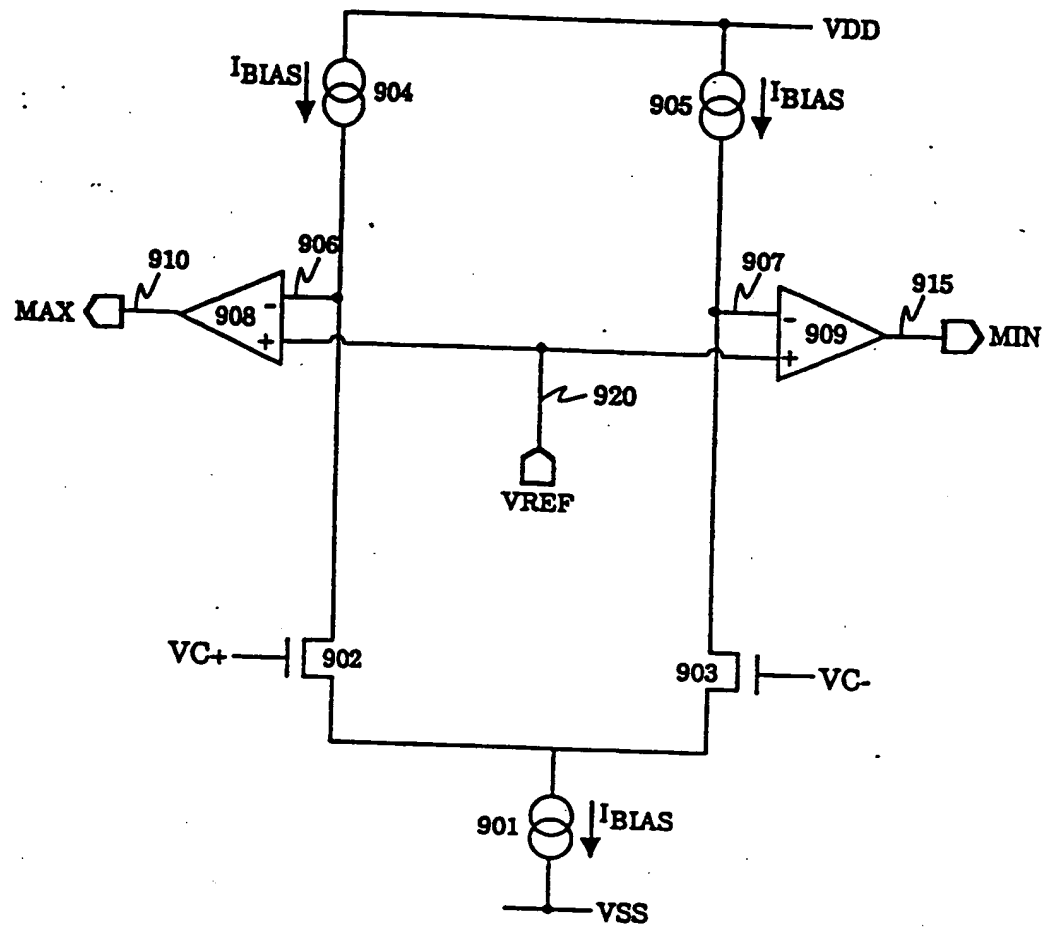 VDD
IBIAS
904
905
IBIAS
906
907
910
915
MAX
908
-
+
-
+
909
MIN
920
VREF
VC+
902
903
VC-
901
IBIAS
VSS